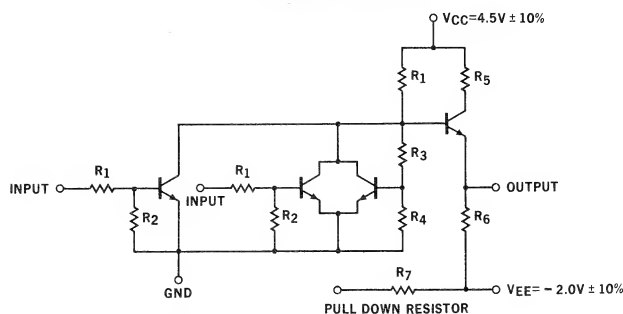 VCC=4.5V ± 10%
R1
R5
R3
R1
R1
INPUT
INPUT
OUTPUT
R2
R2
R4
R6
R7
GND
VEE= - 2.0V ± 10%
PULL DOWN RESISTOR